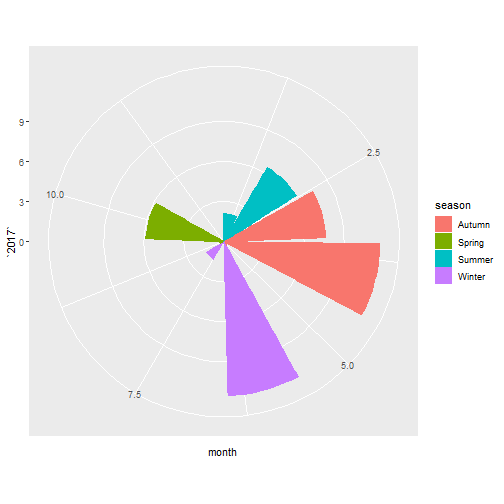 9
6
3
0
`2017`
10.0
2.5
5.0
7.5
month
season
Autumn
Spring
Summer
Winter